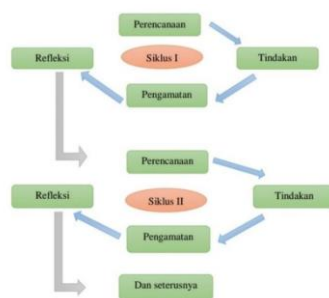 Perencanaan
Refleksi
Siklus I
Tindakan
Pengamatan
Perencanaan
Refleksi
Siklus II
Tindakan
Pengamatan
Dan seterusnya